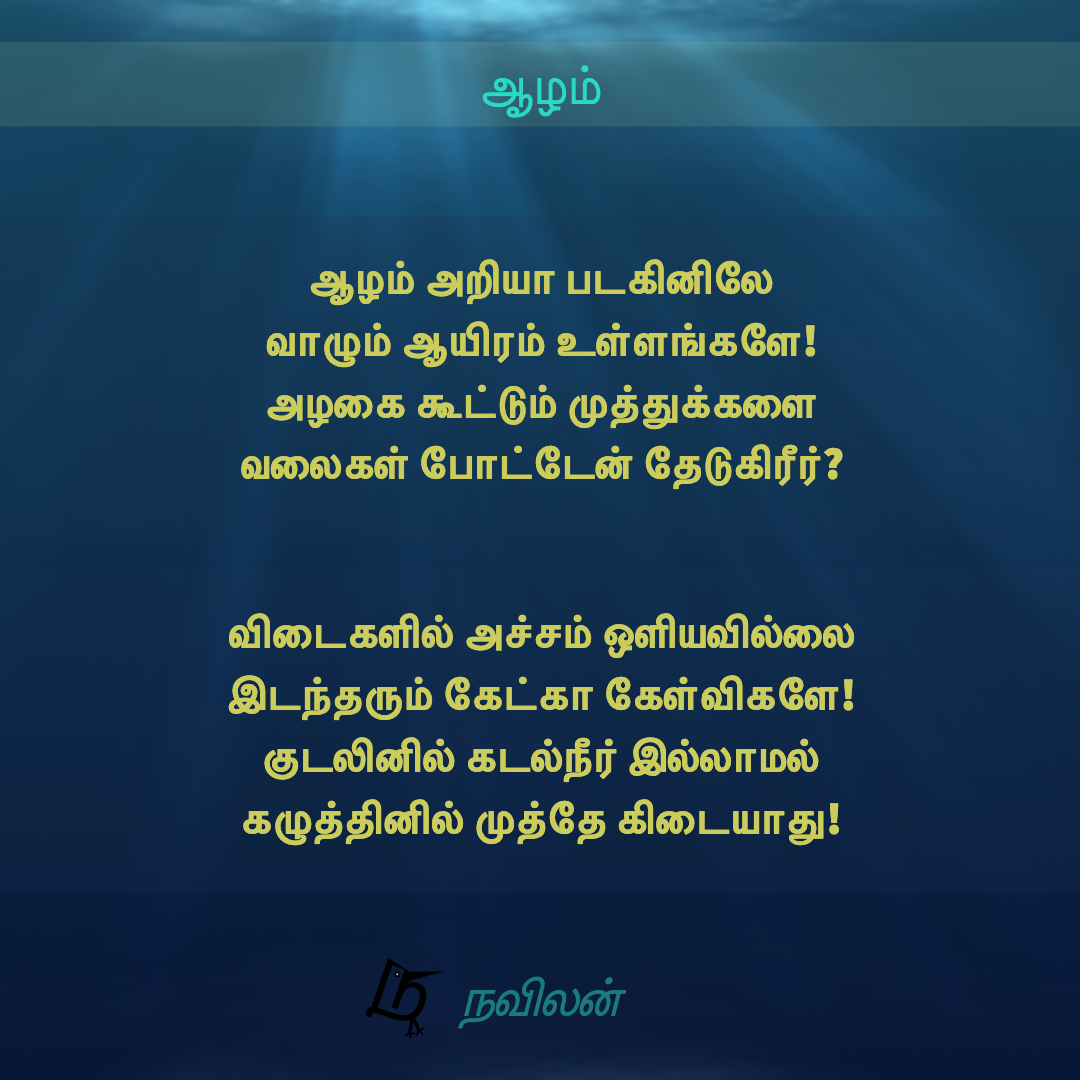 ஆழம்
ஆழம் அறியா படகினிலே
வாழும் ஆயிரம் உள்ளங்களே!
அழகை கூட்டும் முத்துக்களை
வலைகள் போட்டேன் தேடுகிரீர்?
விடைகளில் அச்சம் ஒளியவில்லை
இடந்தரும் கேட்கா கேள்விகளே!
குடலினில் கடல்நீர் இல்லாமல்
கழுத்தினில் முத்தே கிடையாது!
நவிலன்